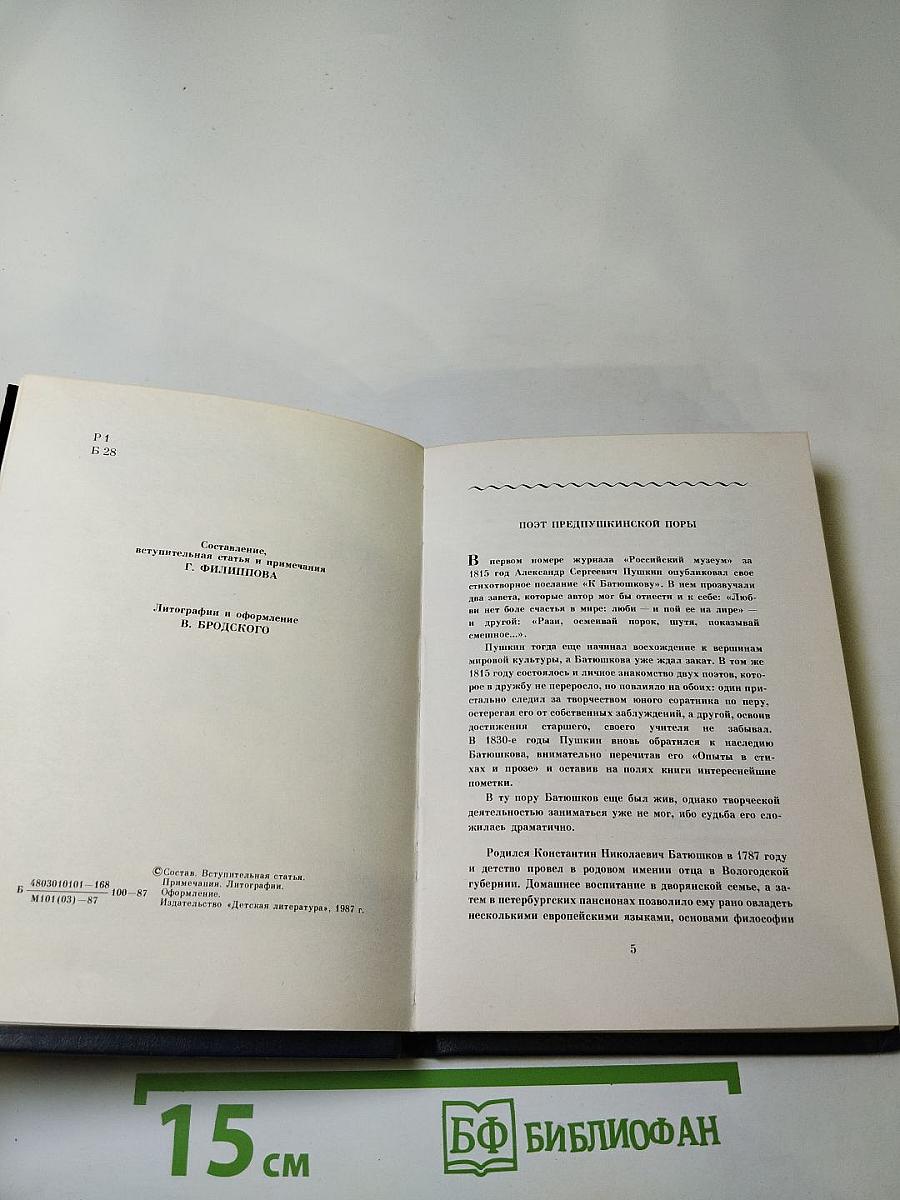 Р1
Б 28
Составление,
вступительная статья и примечания
Г. ФИЛИППОВА
Литографии и оформление
В. БРОДСКОГО
Б 4803010101—168 100—87
М101(03)—87
©Состав. Вступительная статья.
Примечания. Литографии.
Оформление.
Издательство «Детская литература», 1987 г.
ПОЭТ ПРЕДПУШКИНСКОЙ ПОРЫ
В первом номере журнала «Российский музеум» за
1815 год Александр Сергеевич Пушкин опубликовал свое
стихотворное послание «К Батюшкову». В нем прозвучали
два завета, которые автор мог бы отнести и к себе: «Люб-
ви нет боле счастья в мире: люби — и пой ее на лире» —
и другой: «Рази, осмеивай порок, шутя, показывай
смешное...».
Пушкин тогда еще начинал восхождение к вершинам
мировой культуры, а Батюшкова уже ждал закат. В том же
1815 году состоялось и личное знакомство двух поэтов, кото-
рое в дружбу не переросло, но повлияло на обоих: один при-
стально следил за творчеством юного соратника по перу,
остерегая его от собственных заблуждений, а другой, освоив
достижения старшего, своего учителя не забывал.
В 1830-е годы Пушкин вновь обратился к наследию
Батюшкова, внимательно перечитав его «Опыты в сти-
хах и прозе» и оставив на полях книги интереснейшие
пометки.
В ту пору Батюшков еще был жив, однако творческой
деятельностью заниматься уже не мог, ибо судьба его сло-
жилась драматично.
Родился Константин Николаевич Батюшков в 1787 году
и детство провел в родовом имении отца в Вологодской
губернии. Домашнее воспитание в дворянской семье, а за-
тем в петербургских пансионах позволило ему рано овладеть
несколькими европейскими языками, основами философии
5
15 см
БФ БИБЛИОФАН